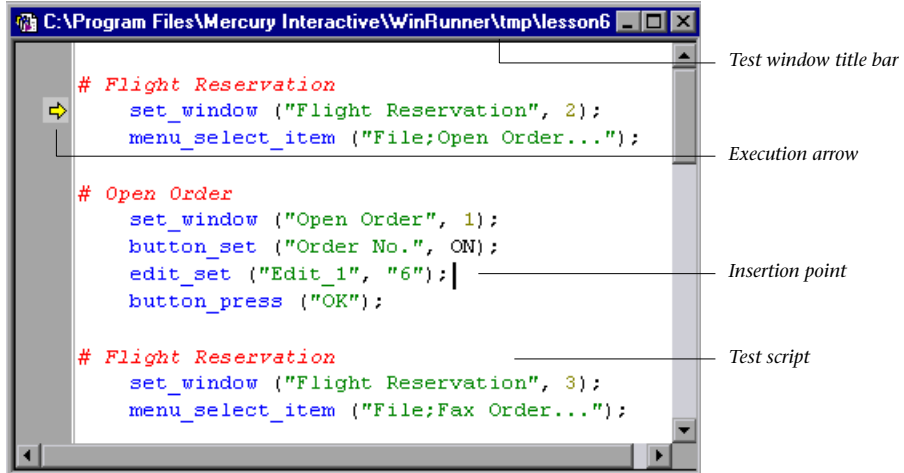 C:\Program Files\Mercury Interactive\WinRunner\tmp\lesson6
Test window title bar
# Flight Reservation
set_window ("Flight Reservation", 2);
menu_select_item ("File;Open Order...");
Execution arrow
# Open Order
set_window ("Open Order", 1);
button_set ("Order No.", ON);
edit_set ("Edit_1", "6");
Insertion point
button_press ("OK");
# Flight Reservation
Test script
set_window ("Flight Reservation", 3);
menu_select_item ("File;Fax Order...");